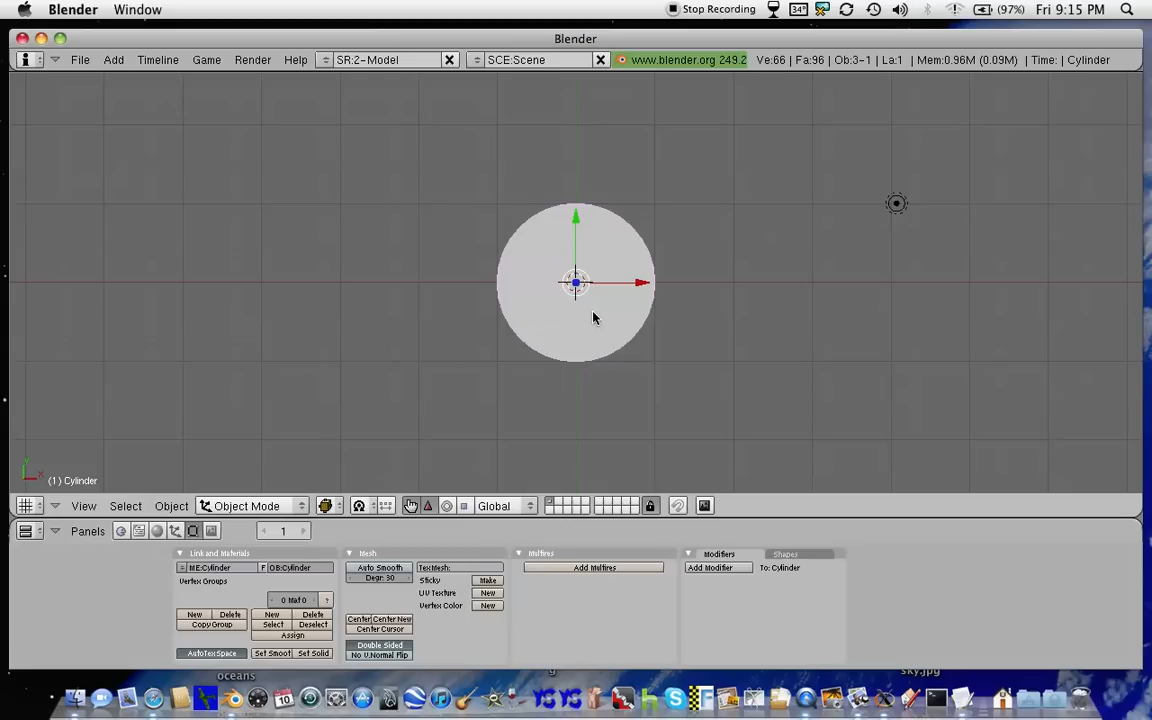 Blender Window Stop Recording 34° (97%) Fri 9:15 PM
Blender
File Add Timeline Game Render Help SR:2-Model SCE:Scene www.blender.org 249.2 Ve:66 | Fa:96 | Ob:3-1 | La:1 | Mem:0.96M (0.09M) | Time: | Cylinder
(1) Cylinder
View Select Object Object Mode Global
Panels 1
Link and Materials Mesh Multires Modifiers Shapes
ME:Cylinder F OB:Cylinder Auto Smooth TexMesh: Add Multires Add Modifier To: Cylinder
Vertex Groups Degr: 30 Sticky Make
UV Texture New
0 Mat 0 ? Vertex Color New
New Delete New Delete Center Center New
Copy Group Select Deselect Center Cursor
Assign
Double Sided
AutoTexSpace Set Smoot Set Solid No V.Normal Flip
oceans g sky.jpg
10